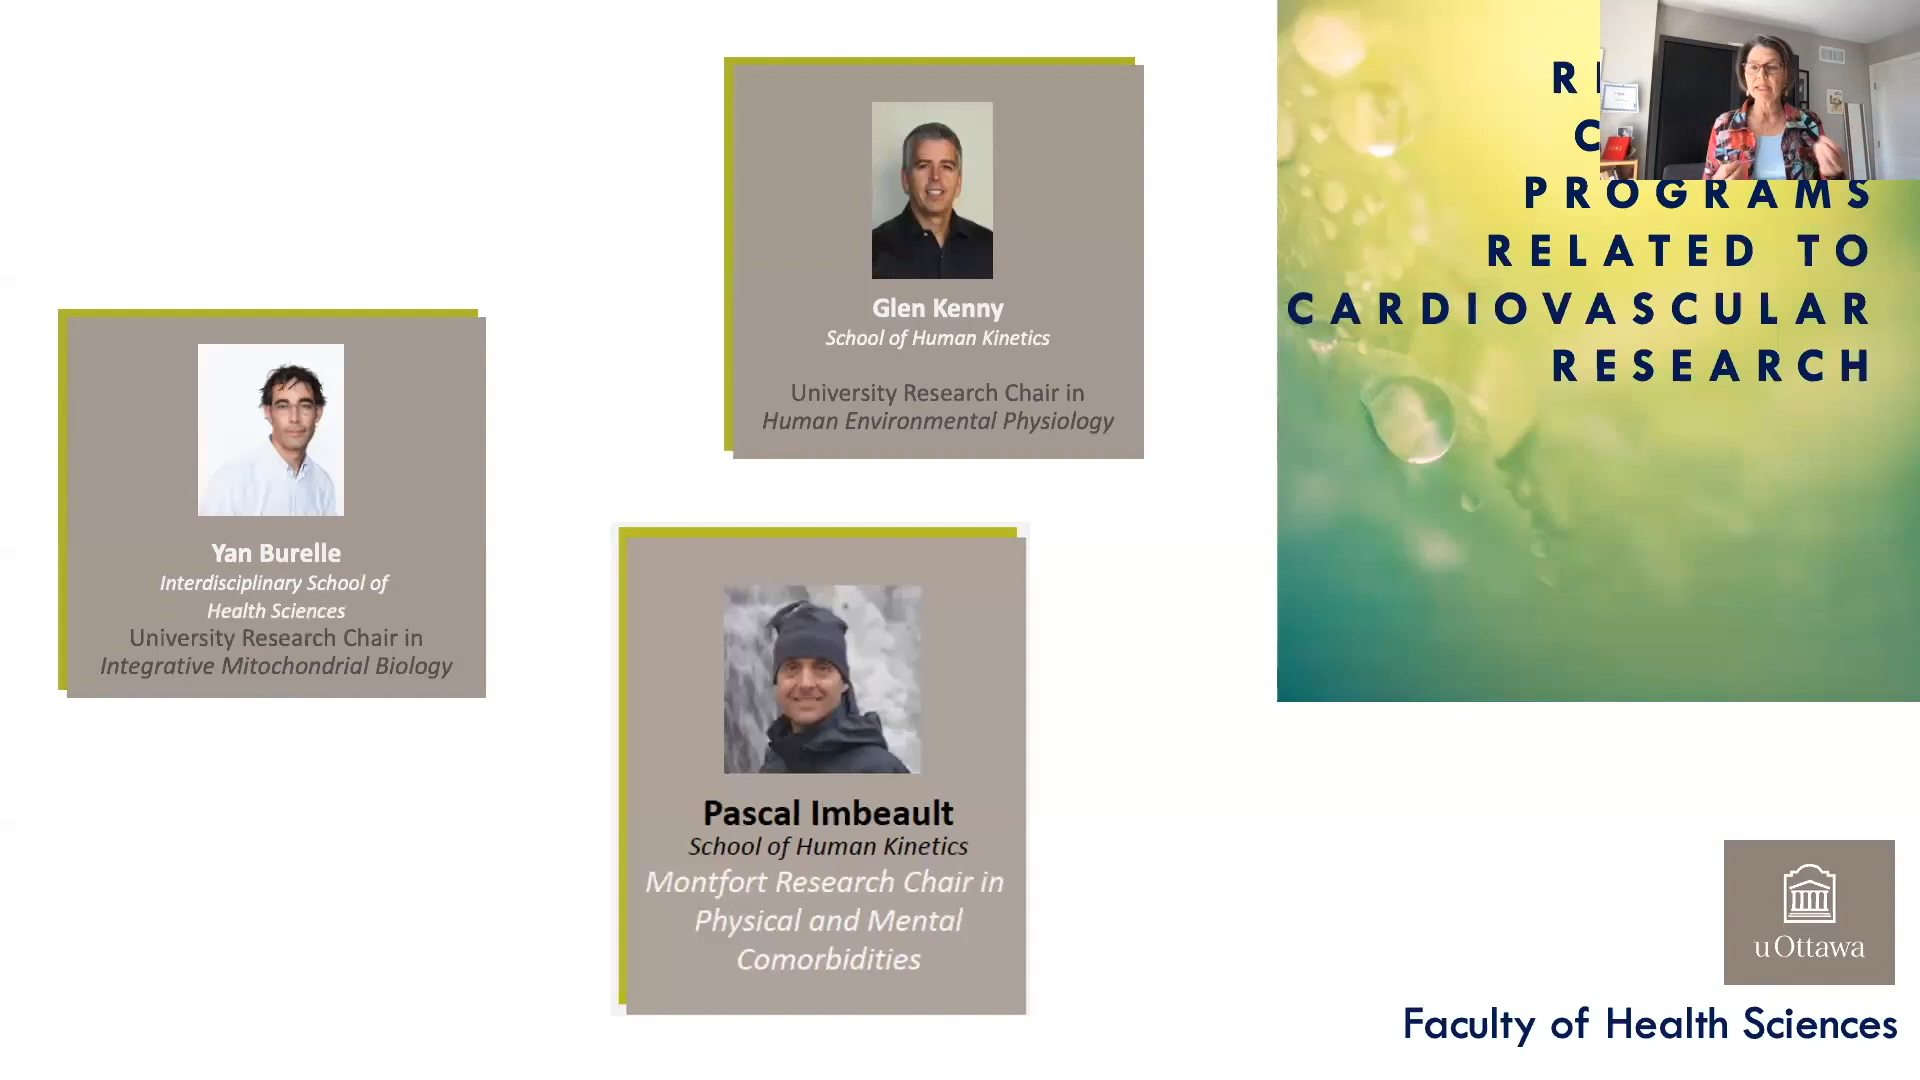 Glen Kenny
School of Human Kinetics
University Research Chair in
Human Environmental Physiology
Yan Burelle
Interdisciplinary School of
Health Sciences
University Research Chair in
Integrative Mitochondrial Biology
Pascal Imbeault
School of Human Kinetics
Montfort Research Chair in
Physical and Mental
Comorbidities
PROGRAMS
RELATED TO
CARDIOVASCULAR
RESEARCH
uOttawa
Faculty of Health Sciences